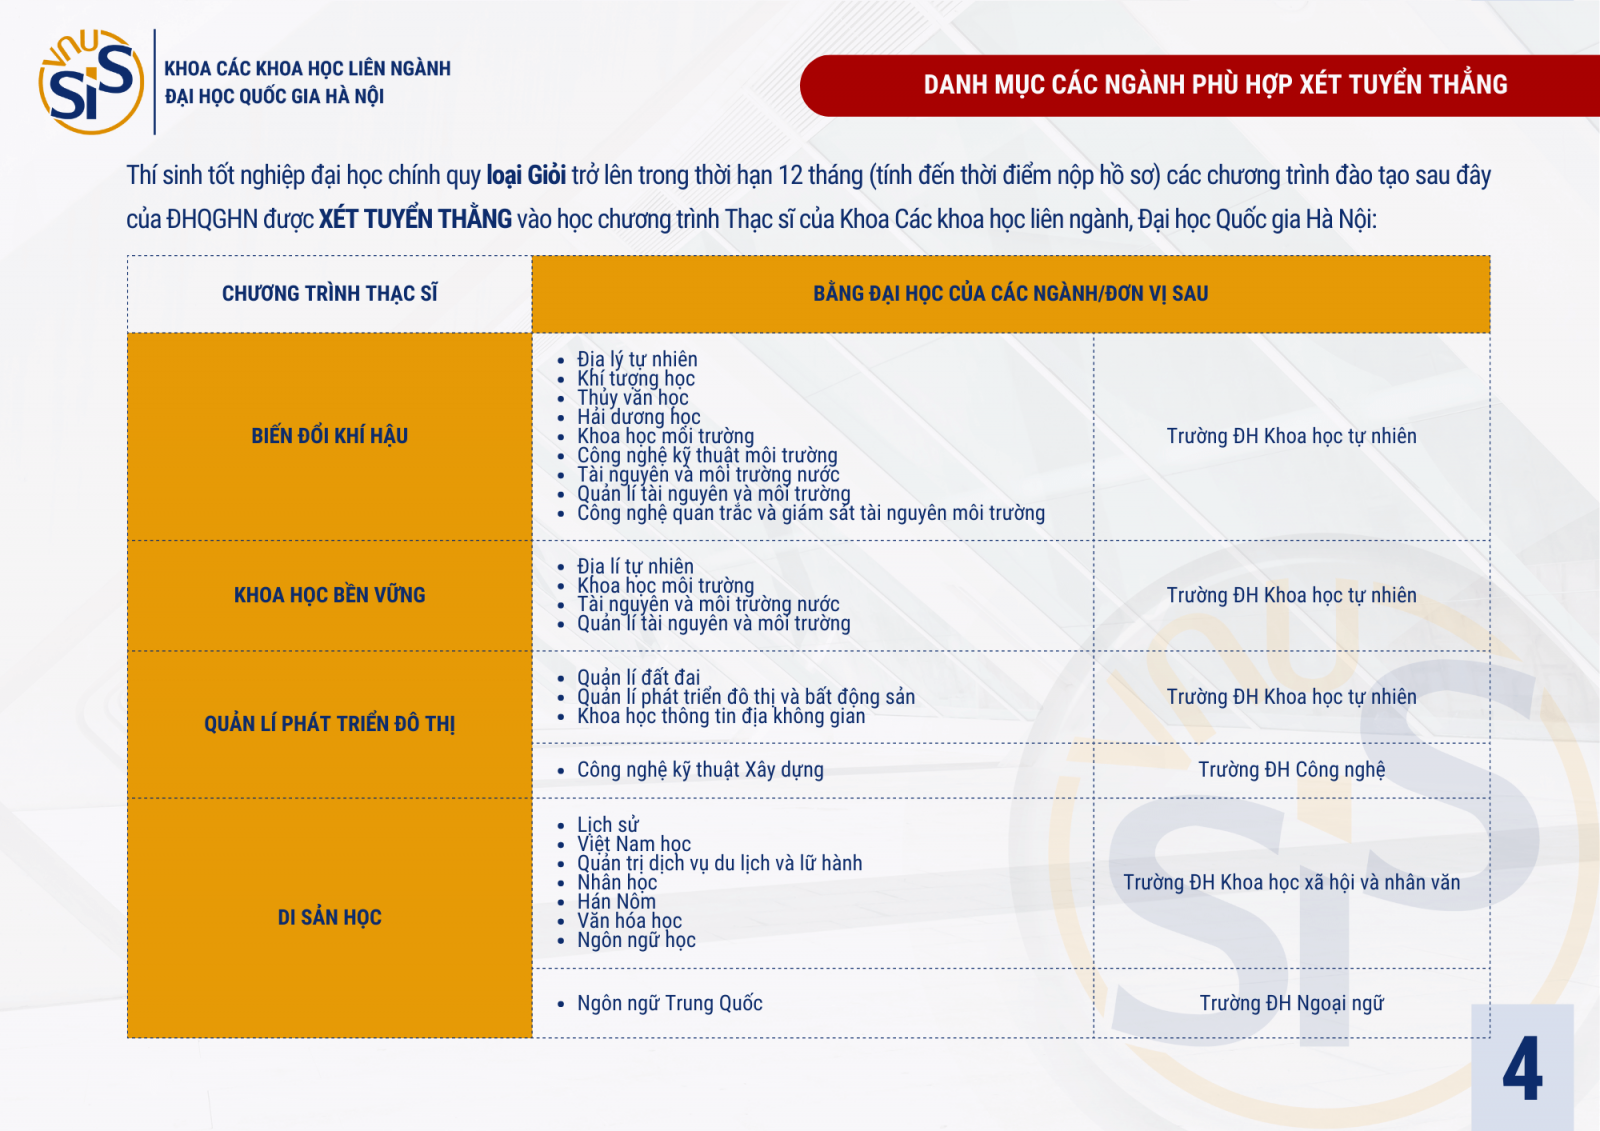 VNU
SIS
KHOA CÁC KHOA HỌC LIÊN NGÀNH
ĐẠI HỌC QUỐC GIA HÀ NỘI
DANH MỤC CÁC NGÀNH PHÙ HỢP XÉT TUYỂN THẲNG
Thí sinh tốt nghiệp đại học chính quy loại Giỏi trở lên trong thời hạn 12 tháng (tính đến thời điểm nộp hồ sơ) các chương trình đào tạo sau đây
của ĐHQGHN được XÉT TUYỂN THẲNG vào học chương trình Thạc sĩ của Khoa Các khoa học liên ngành, Đại học Quốc gia Hà Nội:
CHƯƠNG TRÌNH THẠC SĨ
BẰNG ĐẠI HỌC CỦA CÁC NGÀNH/ĐƠN VỊ SAU
BIẾN ĐỔI KHÍ HẬU
• Địa lý tự nhiên
• Khí tượng học
• Thủy văn học
• Hải dương học
• Khoa học môi trường
• Công nghệ kỹ thuật môi trường
• Tài nguyên và môi trường nước
• Quản lí tài nguyên và môi trường
• Công nghệ quan trắc và giám sát tài nguyên môi trường
Trường ĐH Khoa học tự nhiên
KHOA HỌC BỀN VỮNG
• Địa lí tự nhiên
• Khoa học môi trường
• Tài nguyên và môi trường nước
• Quản lí tài nguyên và môi trường
Trường ĐH Khoa học tự nhiên
QUẢN LÍ PHÁT TRIỂN ĐÔ THỊ
• Quản lí đất đai
• Quản lí phát triển đô thị và bất động sản
• Khoa học thông tin địa không gian
Trường ĐH Khoa học tự nhiên
• Công nghệ kỹ thuật Xây dựng
Trường ĐH Công nghệ
DI SẢN HỌC
• Lịch sử
• Việt Nam học
• Quản trị dịch vụ du lịch và lữ hành
• Nhân học
• Hán Nôm
• Văn hóa học
• Ngôn ngữ học
Trường ĐH Khoa học xã hội và nhân văn
• Ngôn ngữ Trung Quốc
Trường ĐH Ngoại ngữ
VNU
SIS
4